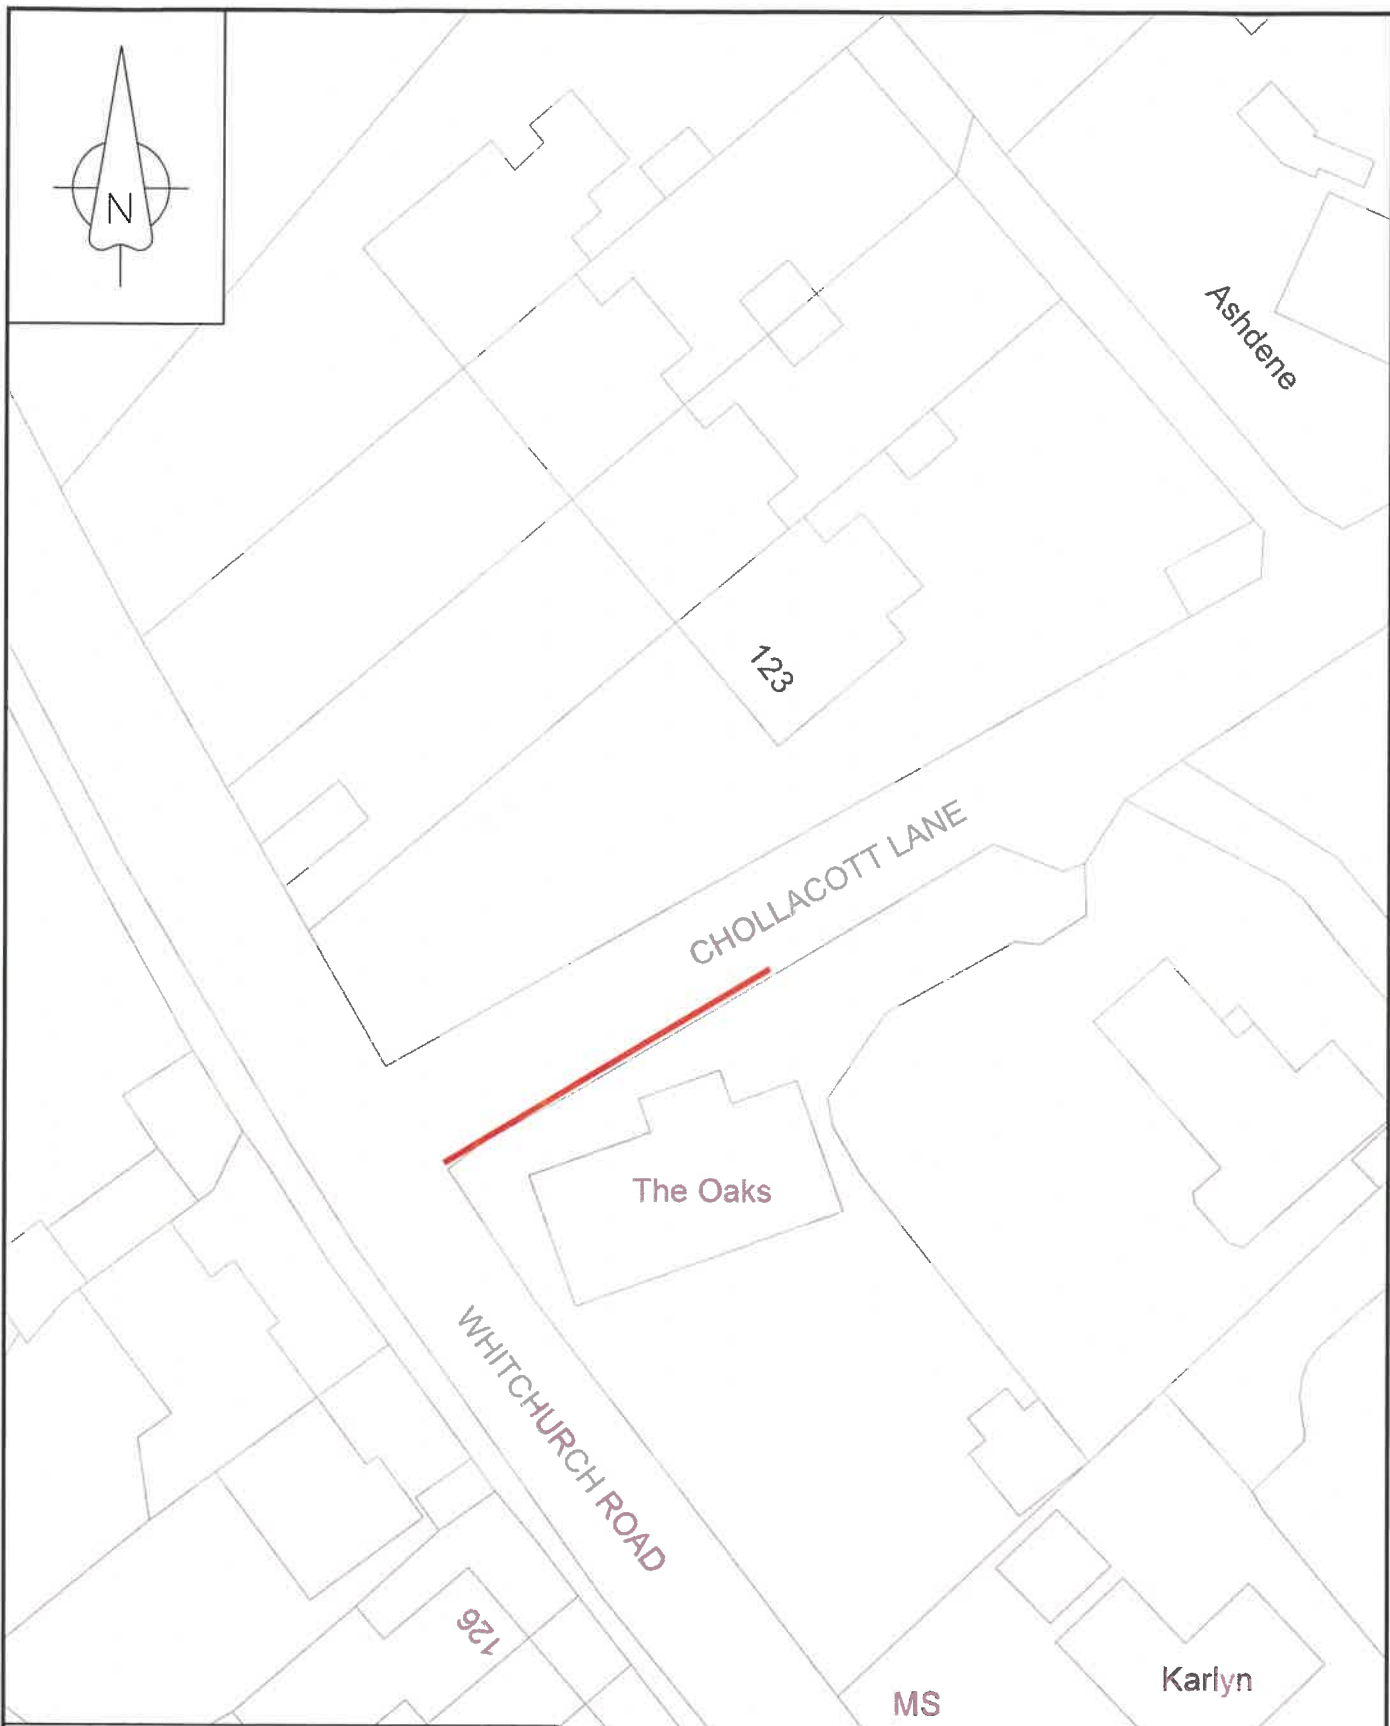 N
Ashdene
123
CHOLLACOTT LANE
The Oaks
WHITCHURCH ROAD
126
Karlyn
MS